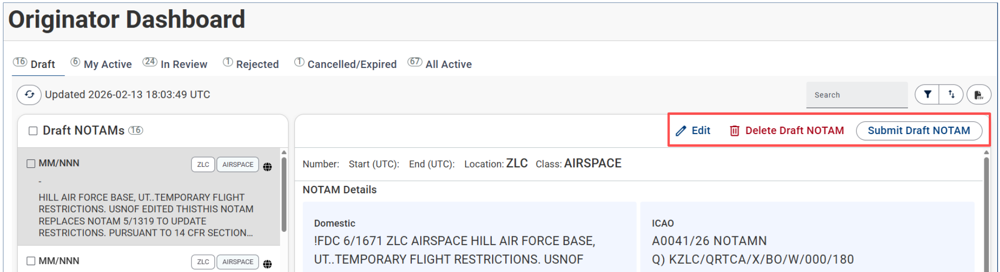 Originator Dashboard
16 Draft 6 My Active 24 In Review 1 Rejected 1 Cancelled/Expired 67 All Active
Updated 2026-02-13 18:03:49 UTC
Search
CSV
Draft NOTAMs 16
Edit Delete Draft NOTAM Submit Draft NOTAM
MM/NNN ZLC AIRSPACE
-
HILL AIR FORCE BASE, UT..TEMPORARY FLIGHT
RESTRICTIONS. USNOF EDITED THISTHIS NOTAM
REPLACES NOTAM 5/1319 TO UPDATE
RESTRICTIONS. PURSUANT TO 14 CFR SECTION...
MM/NNN ZLC AIRSPACE
Number: Start (UTC): End (UTC): Location: ZLC Class: AIRSPACE
NOTAM Details
Domestic
!FDC 6/1671 ZLC AIRSPACE HILL AIR FORCE BASE,
UT..TEMPORARY FLIGHT RESTRICTIONS. USNOF
ICAO
A0041/26 NOTAMN
Q) KZLC/QRTCA/X/BO/W/000/180